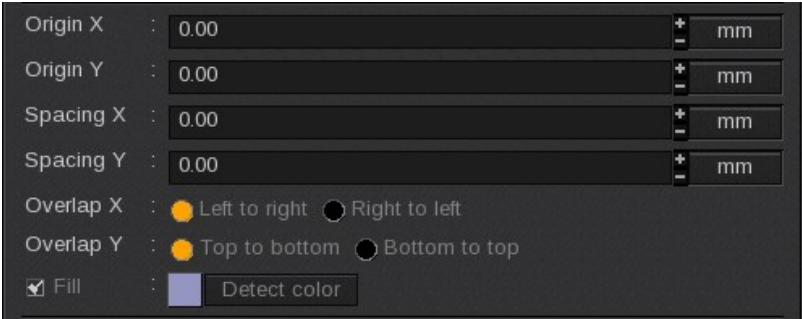 Origin X : 0.00 + - mm
Origin Y : 0.00 + - mm
Spacing X : 0.00 + - mm
Spacing Y : 0.00 + - mm
Overlap X : Left to right Right to left
Overlap Y : Top to bottom Bottom to top
Fill : Detect color